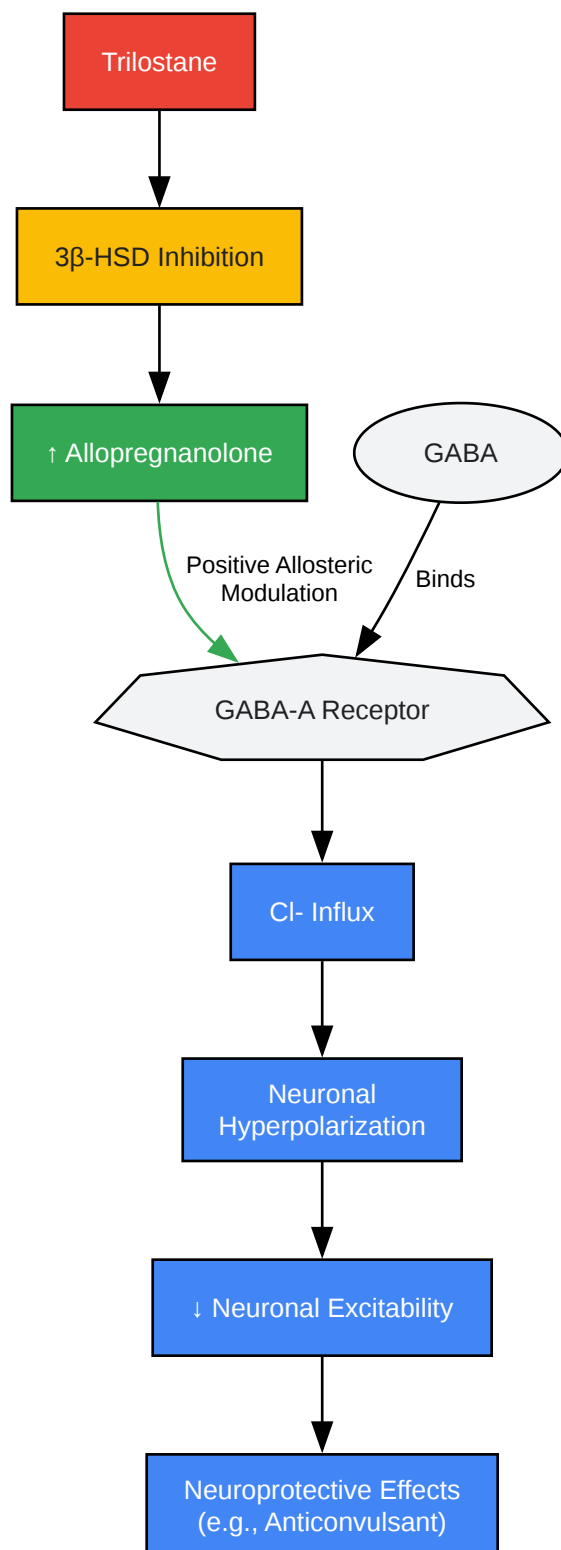 Trilostane
3β-HSD Inhibition
↑ Allopregnanolone
GABA
Positive Allosteric
Modulation
Binds
GABA-A Receptor
Cl- Influx
Neuronal
Hyperpolarization
↓ Neuronal Excitability
Neuroprotective Effects
(e.g., Anticonvulsant)